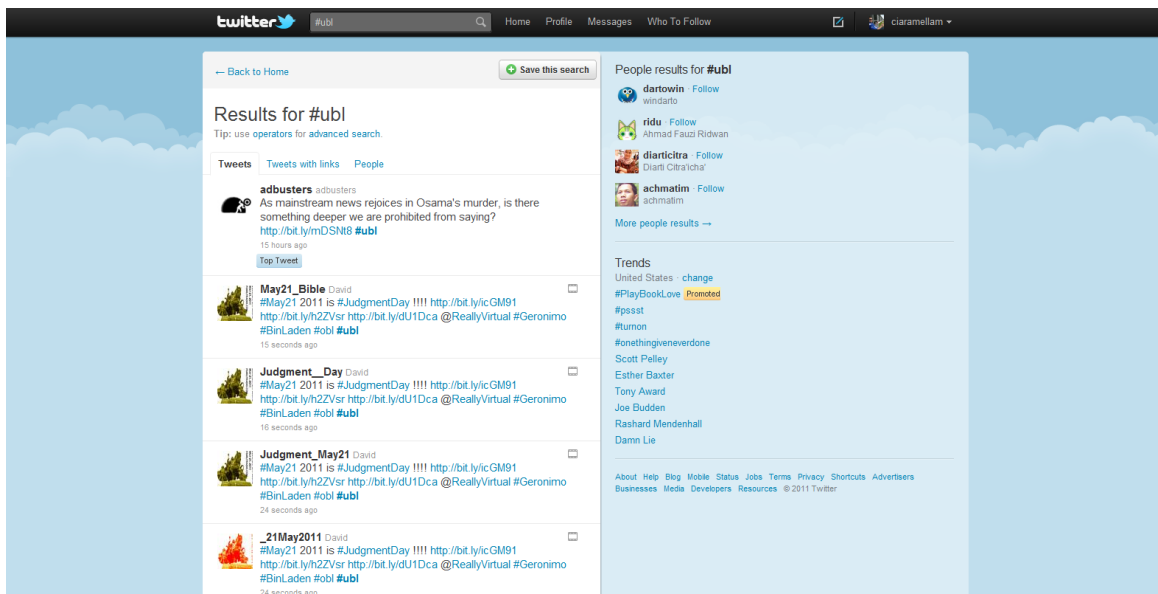 twitter
#ubl
Home Profile Messages Who To Follow
ciaramellam
← Back to Home
Save this search
Results for #ubl
Tip: use operators for advanced search.
Tweets Tweets with links People
adbusters adbusters
As mainstream news rejoices in Osama's murder, is there
something deeper we are prohibited from saying?
http://bit.ly/mDSNt8 #ubl
15 hours ago
Top Tweet
May21_Bible David
#May21 2011 is #JudgmentDay !!!! http://bit.ly/icGM91
http://bit.ly/h2ZVsr http://bit.ly/dU1Dca @ReallyVirtual #Geronimo
#BinLaden #obl #ubl
15 seconds ago
Judgment__Day David
#May21 2011 is #JudgmentDay !!!! http://bit.ly/icGM91
http://bit.ly/h2ZVsr http://bit.ly/dU1Dca @ReallyVirtual #Geronimo
#BinLaden #obl #ubl
16 seconds ago
Judgment_May21 David
#May21 2011 is #JudgmentDay !!!! http://bit.ly/icGM91
http://bit.ly/h2ZVsr http://bit.ly/dU1Dca @ReallyVirtual #Geronimo
#BinLaden #obl #ubl
24 seconds ago
_21May2011 David
#May21 2011 is #JudgmentDay !!!! http://bit.ly/icGM91
http://bit.ly/h2ZVsr http://bit.ly/dU1Dca @ReallyVirtual #Geronimo
#BinLaden #obl #ubl
24 seconds ago
People results for #ubl
dartowin · Follow
windarto
ridu · Follow
Ahmad Fauzi Ridwan
diarticitra · Follow
Diarti Citra'icha'
achmatim · Follow
achmatim
More people results →
Trends
United States · change
#PlayBookLove Promoted
#pssst
#turnon
#onethingiveneverdone
Scott Pelley
Esther Baxter
Tony Award
Joe Budden
Rashard Mendenhall
Damn Lie
About Help Blog Mobile Status Jobs Terms Privacy Shortcuts Advertisers
Businesses Media Developers Resources © 2011 Twitter